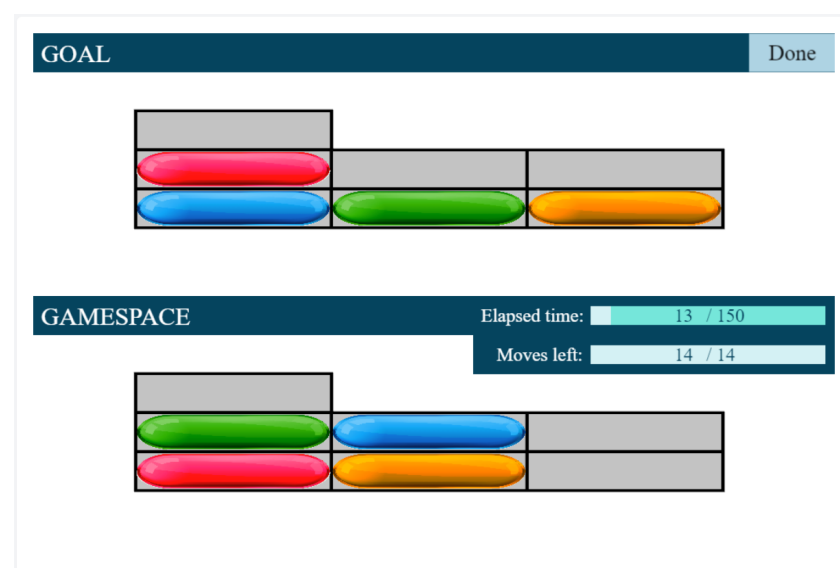 GOAL
Done
GAMESPACE
Elapsed time:
13 / 150
Moves left:
14 / 14